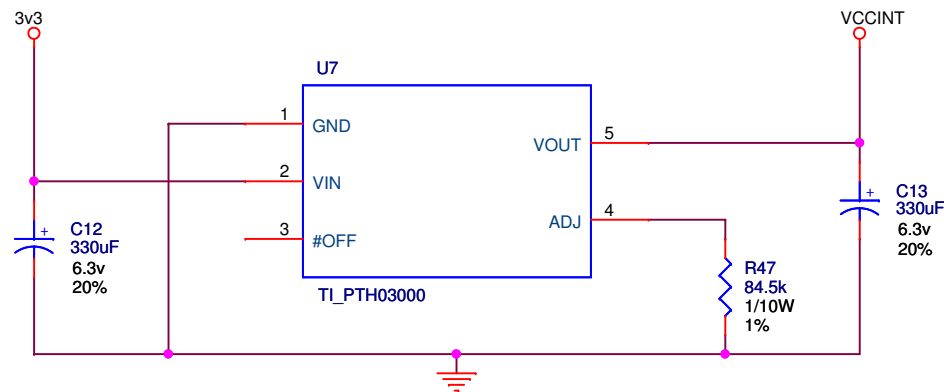 3v3
VCCINT
U7
1
GND
2
VIN
3
#OFF
VOUT
5
ADJ
4
TI_PTH03000
+
C12
330uF
6.3v
20%
+
C13
330uF
6.3v
20%
R47
84.5k
1/10W
1%